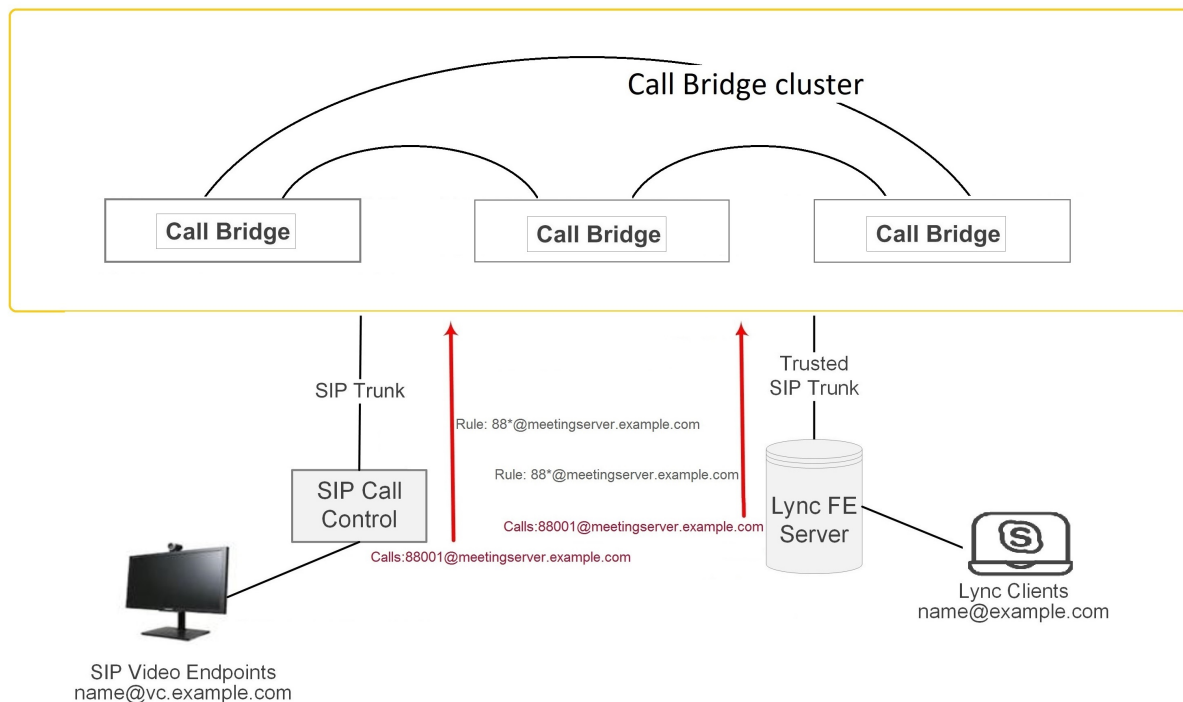 Call Bridge cluster
Call Bridge
Call Bridge
Call Bridge
SIP Trunk
Trusted
SIP Trunk
Rule: 88*@meetingserver.example.com
Rule: 88*@meetingserver.example.com
SIP Call
Control
Lync FE
Server
Calls:88001@meetingserver.example.com
Calls:88001@meetingserver.example.com
Lync Clients
name@example.com
SIP Video Endpoints
name@vc.example.com